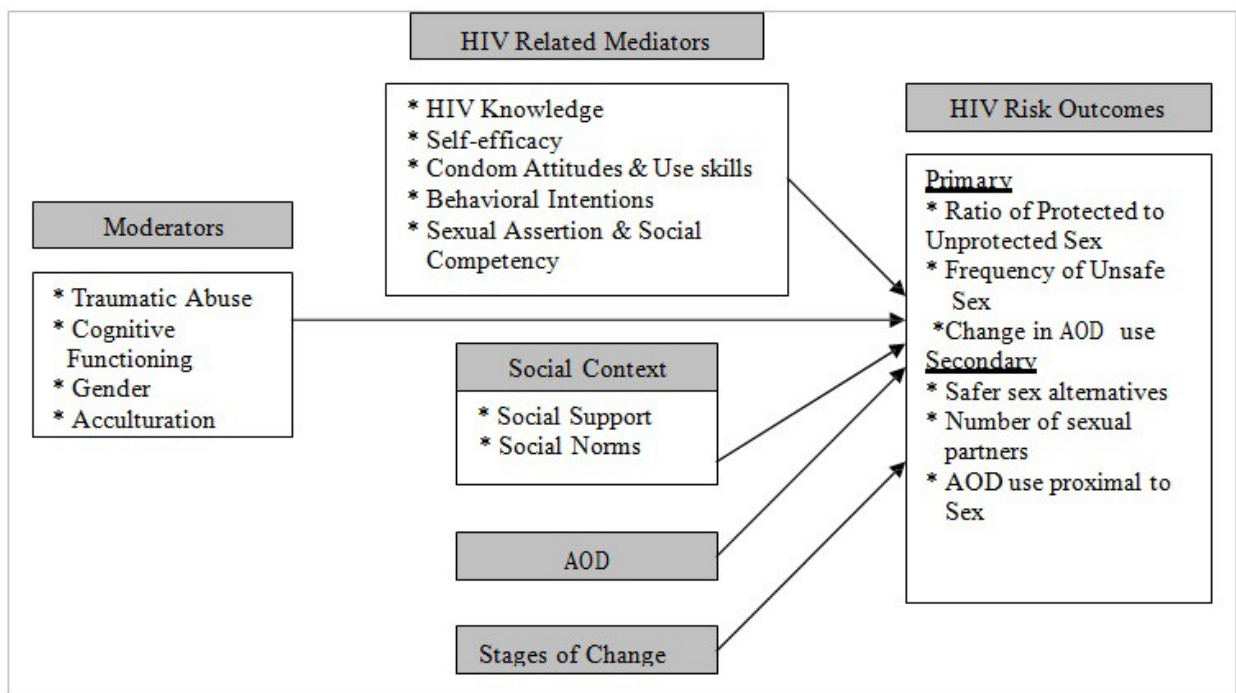 HIV Related Mediators
* HIV Knowledge
* Self-efficacy
* Condom Attitudes & Use skills
* Behavioral Intentions
* Sexual Assertion & Social
Competency
HIV Risk Outcomes
Primary
* Ratio of Protected to
Unprotected Sex
* Frequency of Unsafe
Sex
*Change in AOD use
Secondary
* Safer sex alternatives
* Number of sexual
partners
* AOD use proximal to
Sex
Moderators
* Traumatic Abuse
* Cognitive
Functioning
* Gender
* Acculturation
Social Context
* Social Support
* Social Norms
AOD
Stages of Change